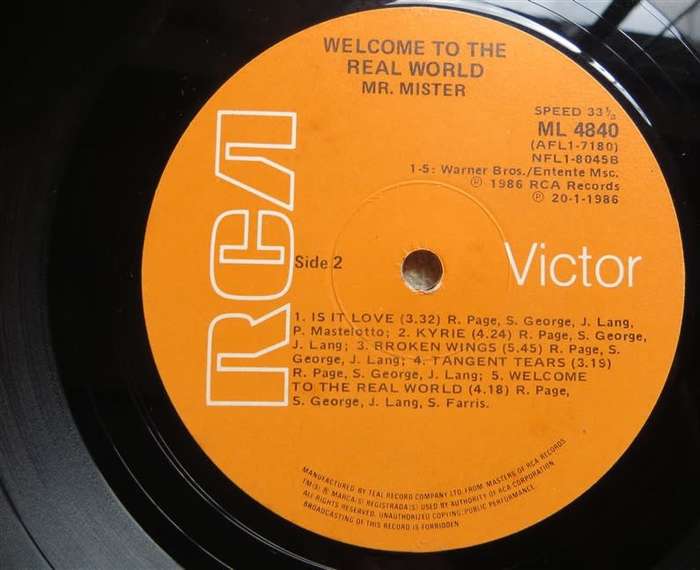 WELCOME TO THE
REAL WORLD
MR. MISTER
SPEED 33⅓
ML 4840
(AFL1-7180)
NFL1-8045B
1-5: Warner Bros./Entente Msc.
℗ 1986 RCA Records
℗ 20-1-1986
RCA
Side 2
Victor
1. IS IT LOVE (3.32) R. Page, S. George, J. Lang,
P. Mastelotto; 2. KYRIE (4.24) R. Page, S. George,
J. Lang; 3. BROKEN WINGS (5.45) R. Page, S.
George, J. Lang; 4. TANGENT TEARS (3.19)
R. Page, S. George, J. Lang; 5. WELCOME
TO THE REAL WORLD (4.18) R. Page,
S. George, J. Lang, S. Farris.
MANUFACTURED BY TEAL RECORD COMPANY LTD. FROM MASTERS OF RCA RECORDS
TM(S) ® MARCA(S) REGISTRADA(S) USED BY AUTHORITY OF RCA CORPORATION
ALL RIGHTS RESERVED. UNAUTHORIZED COPYING; PUBLIC PERFORMANCE.
BROADCASTING OF THIS RECORD IS FORBIDDEN